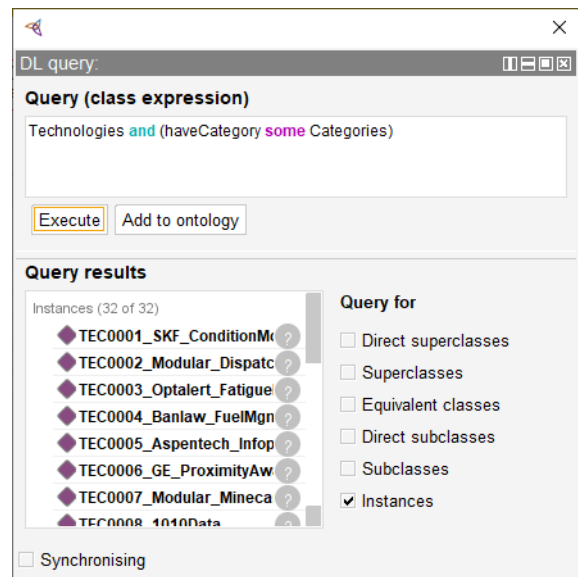 DL query:
Query (class expression)
Technologies and (haveCategory some Categories)
Execute
Add to ontology
Query results
Instances (32 of 32)
TEC0001_SKF_ConditionMo
TEC0002_Modular_Dispatc
TEC0003_Optalert_Fatigue
TEC0004_Banlaw_FuelMgn
TEC0005_Aspentech_Infop
TEC0006_GE_ProximityAw
TEC0007_Modular_Mineca
TEC0008_1010Data
Query for
Direct superclasses
Superclasses
Equivalent classes
Direct subclasses
Subclasses
Instances
Synchronising